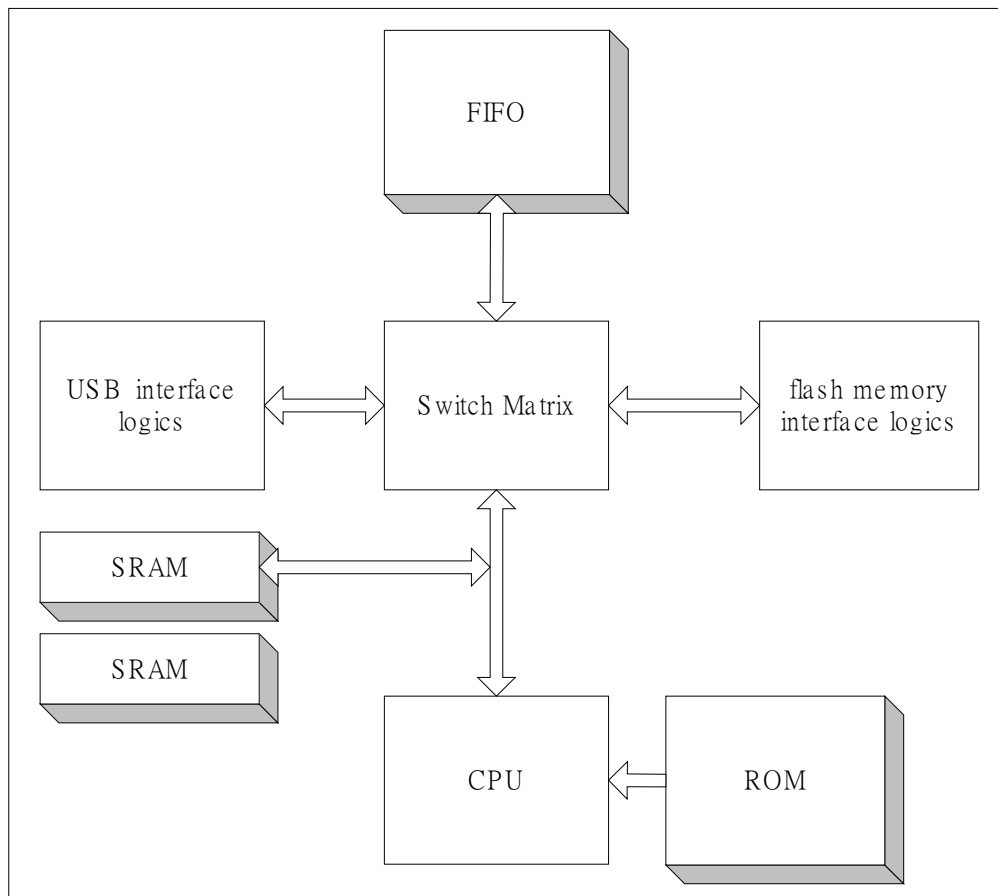 FIFO
USB interface
logics
Switch Matrix
flash memory
interface logics
SRAM
SRAM
CPU
ROM